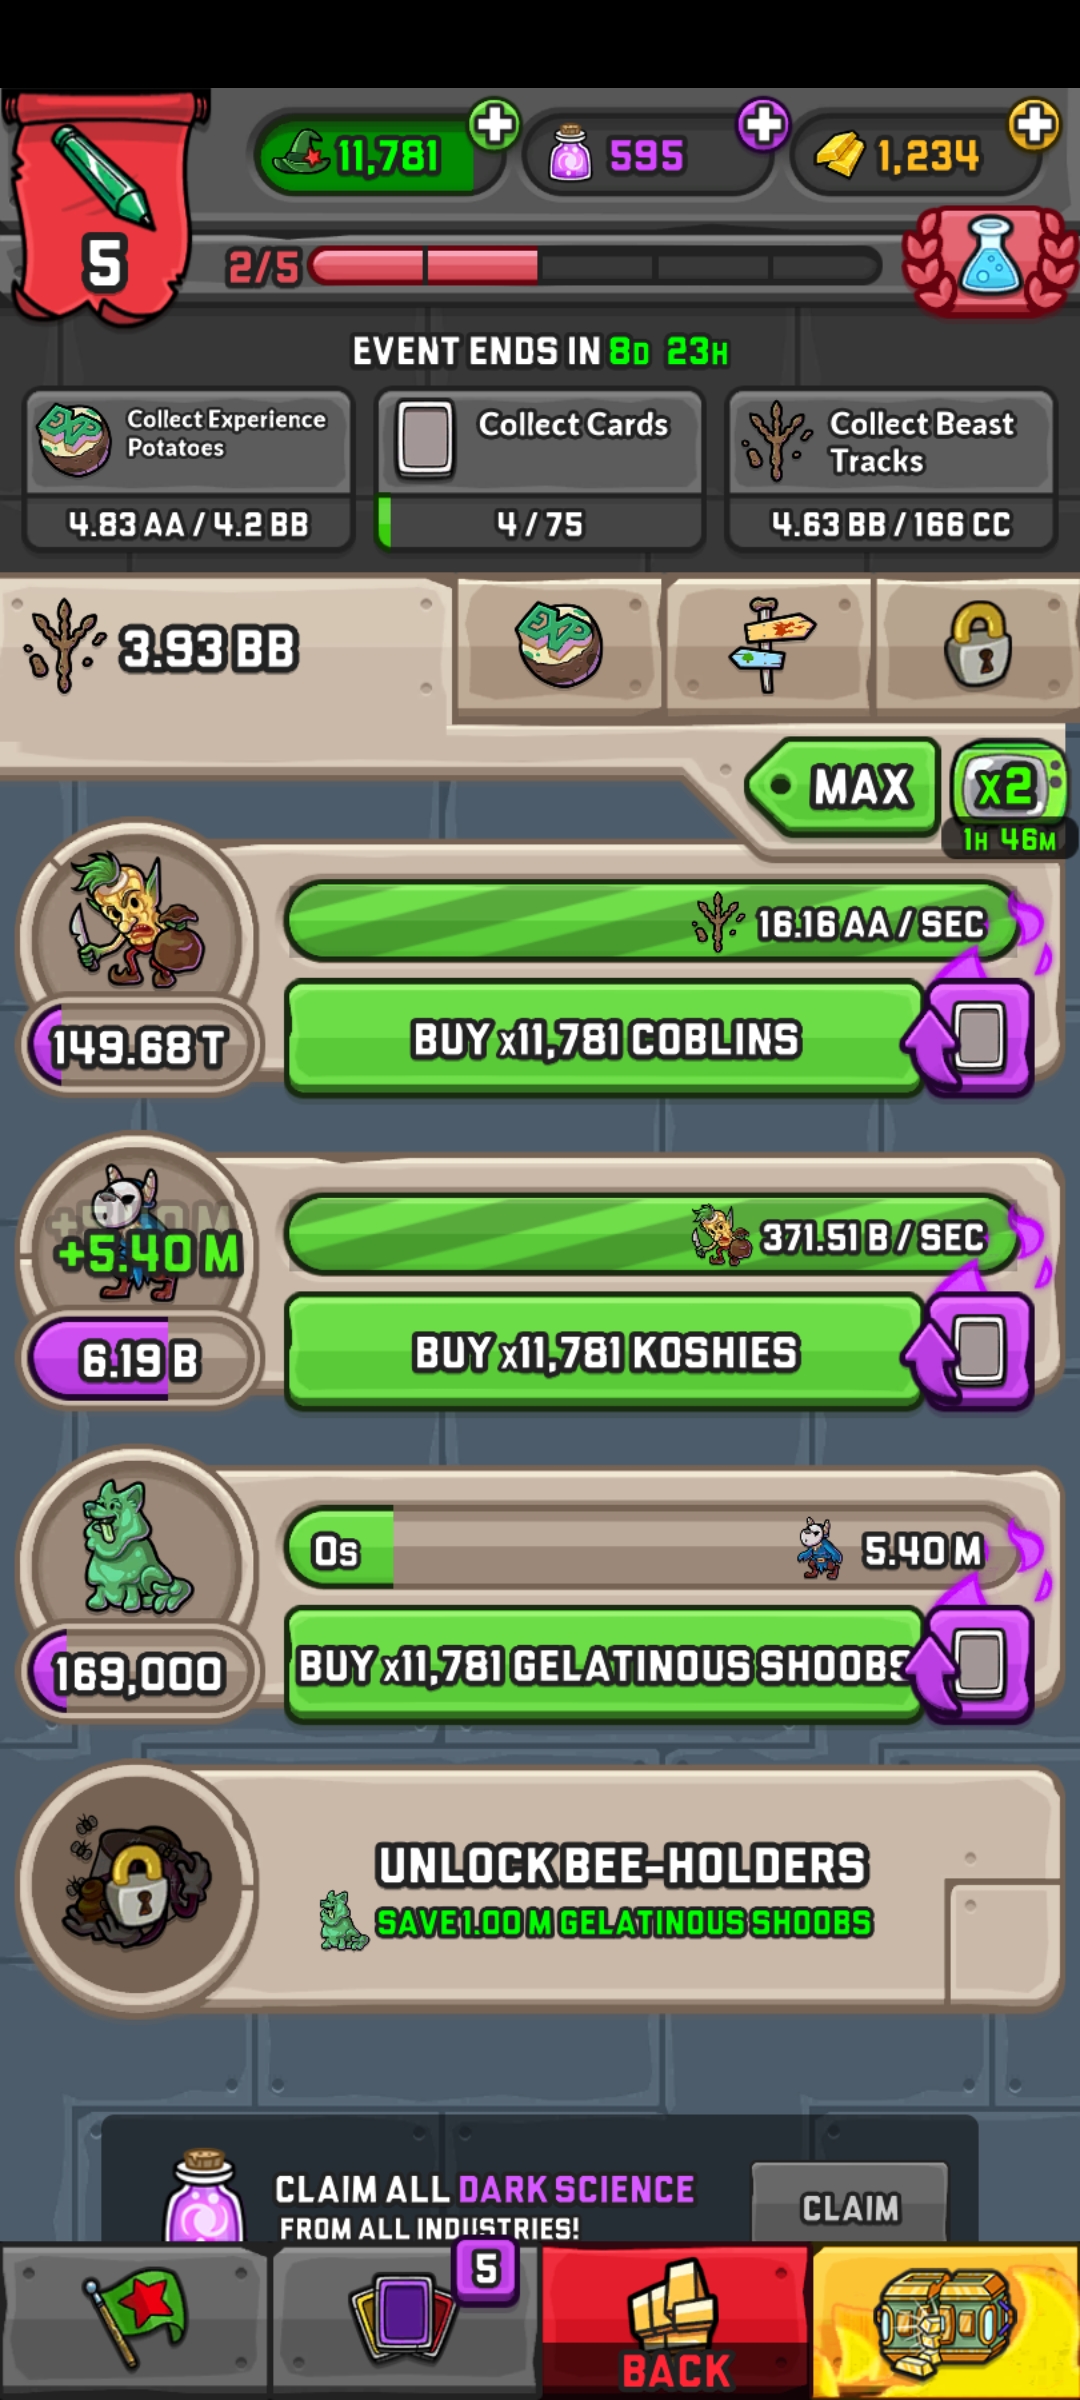 11,781
595
1,234
5
2/5
EVENT ENDS IN 8D 23H
EXP
Collect Experience
Potatoes
4.83 AA / 4.2 BB
Collect Cards
4 / 75
Collect Beast
Tracks
4.63 BB / 166 CC
3.93 BB
EXP
MAX
x2
1H 46M
16.16 AA / SEC
149.68 T
BUY x11,781 COBLINS
+5.40 M
371.51 B / SEC
6.19 B
BUY x11,781 KOSHIES
0s
5.40 M
169,000
BUY x11,781 GELATINOUS SHOOBS
UNLOCK BEE-HOLDERS
SAVE 1.00 M GELATINOUS SHOOBS
CLAIM ALL DARK SCIENCE
FROM ALL INDUSTRIES!
CLAIM
5
BACK